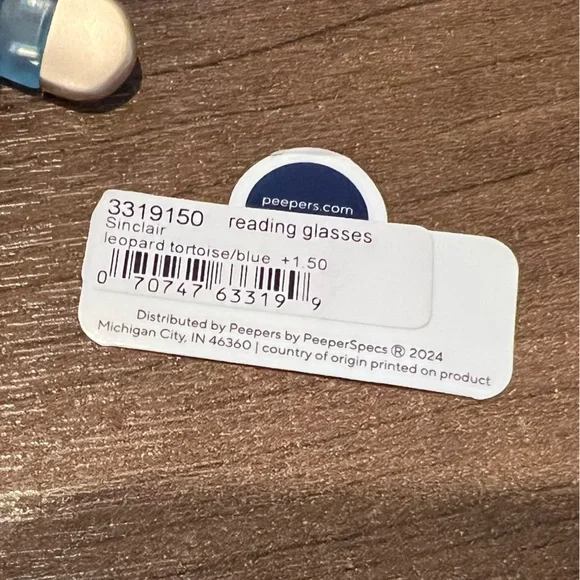 peepers.com
3319150 reading glasses
Sinclair
leopard tortoise/blue +1.50
0 70747 63319 9
Distributed by Peepers by PeeperSpecs ® 2024
Michigan City, IN 46360 | country of origin printed on product